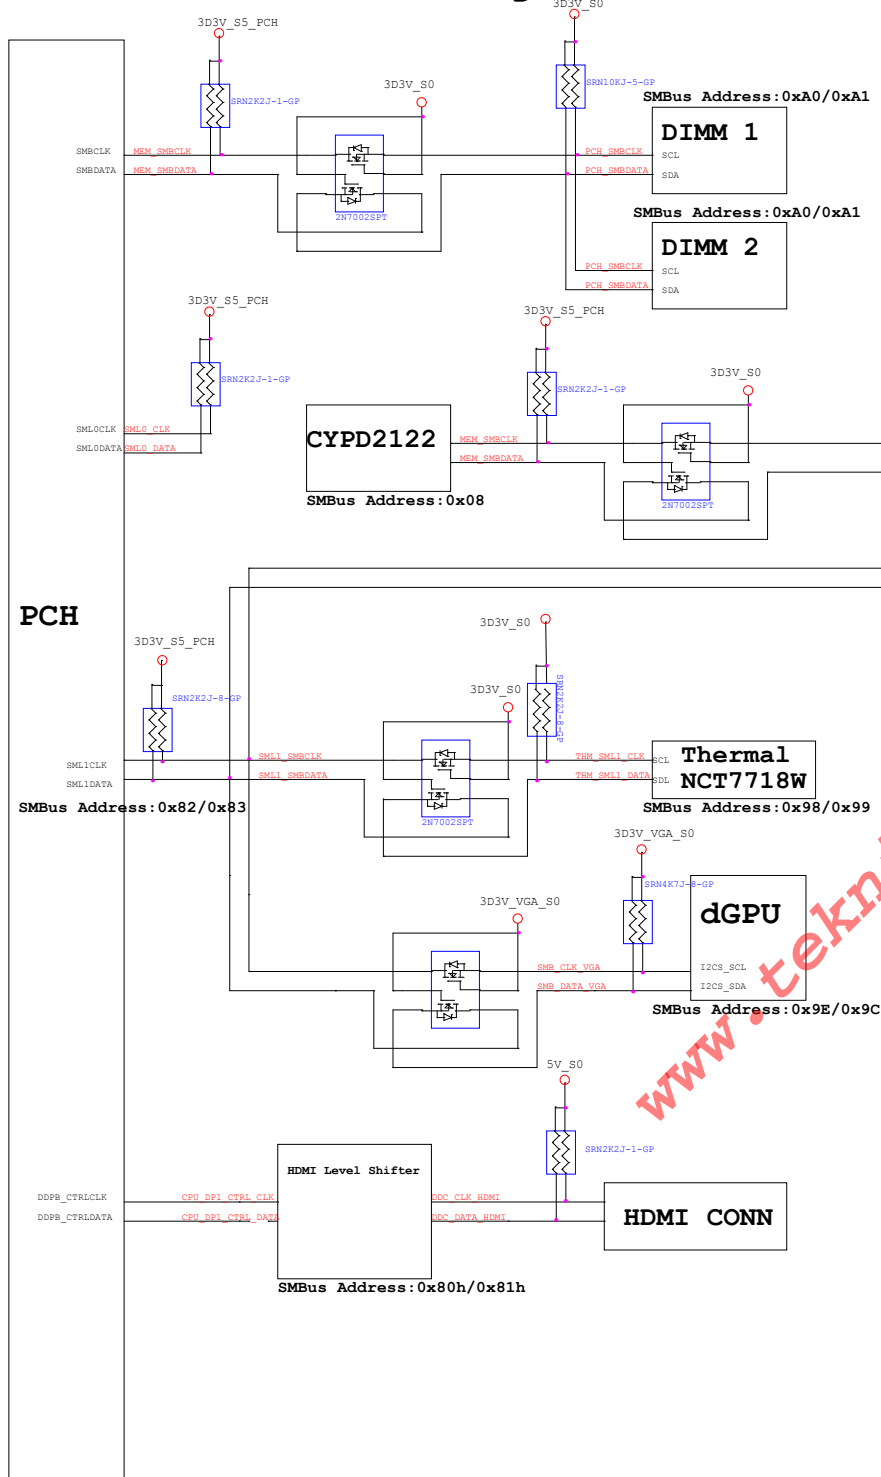 3D3V_S0
3D3V_S5_PCH
SRN10KJ-5-GP
3D3V_S0
SMBus Address:0xA0/0xA1
SRN2K2J-1-GP
DIMM 1
SMBCLK
MEM_SMBCLK
PCH_SMBCLK
SCL
SMBDATA
MEM_SMBDATA
PCH_SMBDATA
SDA
2N7002SPT
SMBus Address:0xA0/0xA1
DIMM 2
PCH_SMBCLK
SCL
PCH_SMBDATA
SDA
3D3V_S5_PCH
3D3V_S5_PCH
SRN2K2J-1-GP
SRN2K2J-1-GP
3D3V_S0
SML0CLK
SML0_CLK
SML0DATA
SML0_DATA
CYPD2122
MEM_SMBCLK
MEM_SMBDATA
2N7002SPT
SMBus Address:0x08
PCH
3D3V_S5_PCH
3D3V_S0
SRN2K2J-8-GP
3D3V_S0
SRN2K2J-8-GP
SML1CLK
SML1_SMBCLK
THM_SML1_CLK
SCL
Thermal
SML1DATA
SML1_SMBDATA
THM_SML1_DATA
SDL
NCT7718W
SMBus Address:0x82/0x83
2N7002SPT
SMBus Address:0x98/0x99
3D3V_VGA_S0
SRN4K7J-8-GP
3D3V_VGA_S0
dGPU
SMB_CLK_VGA
I2CS_SCL
SMB_DATA_VGA
I2CS_SDA
SMBus Address:0x9E/0x9C
www.tekn
5V_S0
SRN2K2J-1-GP
HDMI Level Shifter
DDPB_CTRLCLK
CPU_DP1_CTRL_CLK
DDC_CLK_HDMI
DDPB_CTRLDATA
CPU_DP1_CTRL_DATA
DDC_DATA_HDMI
HDMI CONN
SMBus Address:0x80h/0x81h